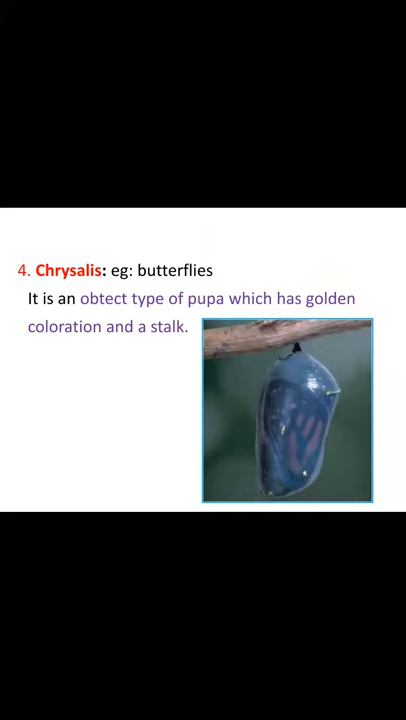 4. Chrysalis: eg: butterflies
It is an obtect type of pupa which has golden
coloration and a stalk.